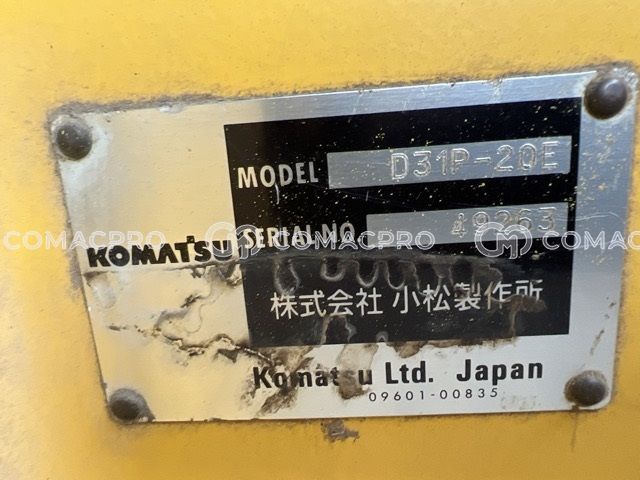 MODEL D31P-20E
KOMATSU SERIAL NO. 49263
株式会社 小松製作所
Komatsu Ltd. Japan
09601-00835
COMACPRO COMACPRO COMACPRO